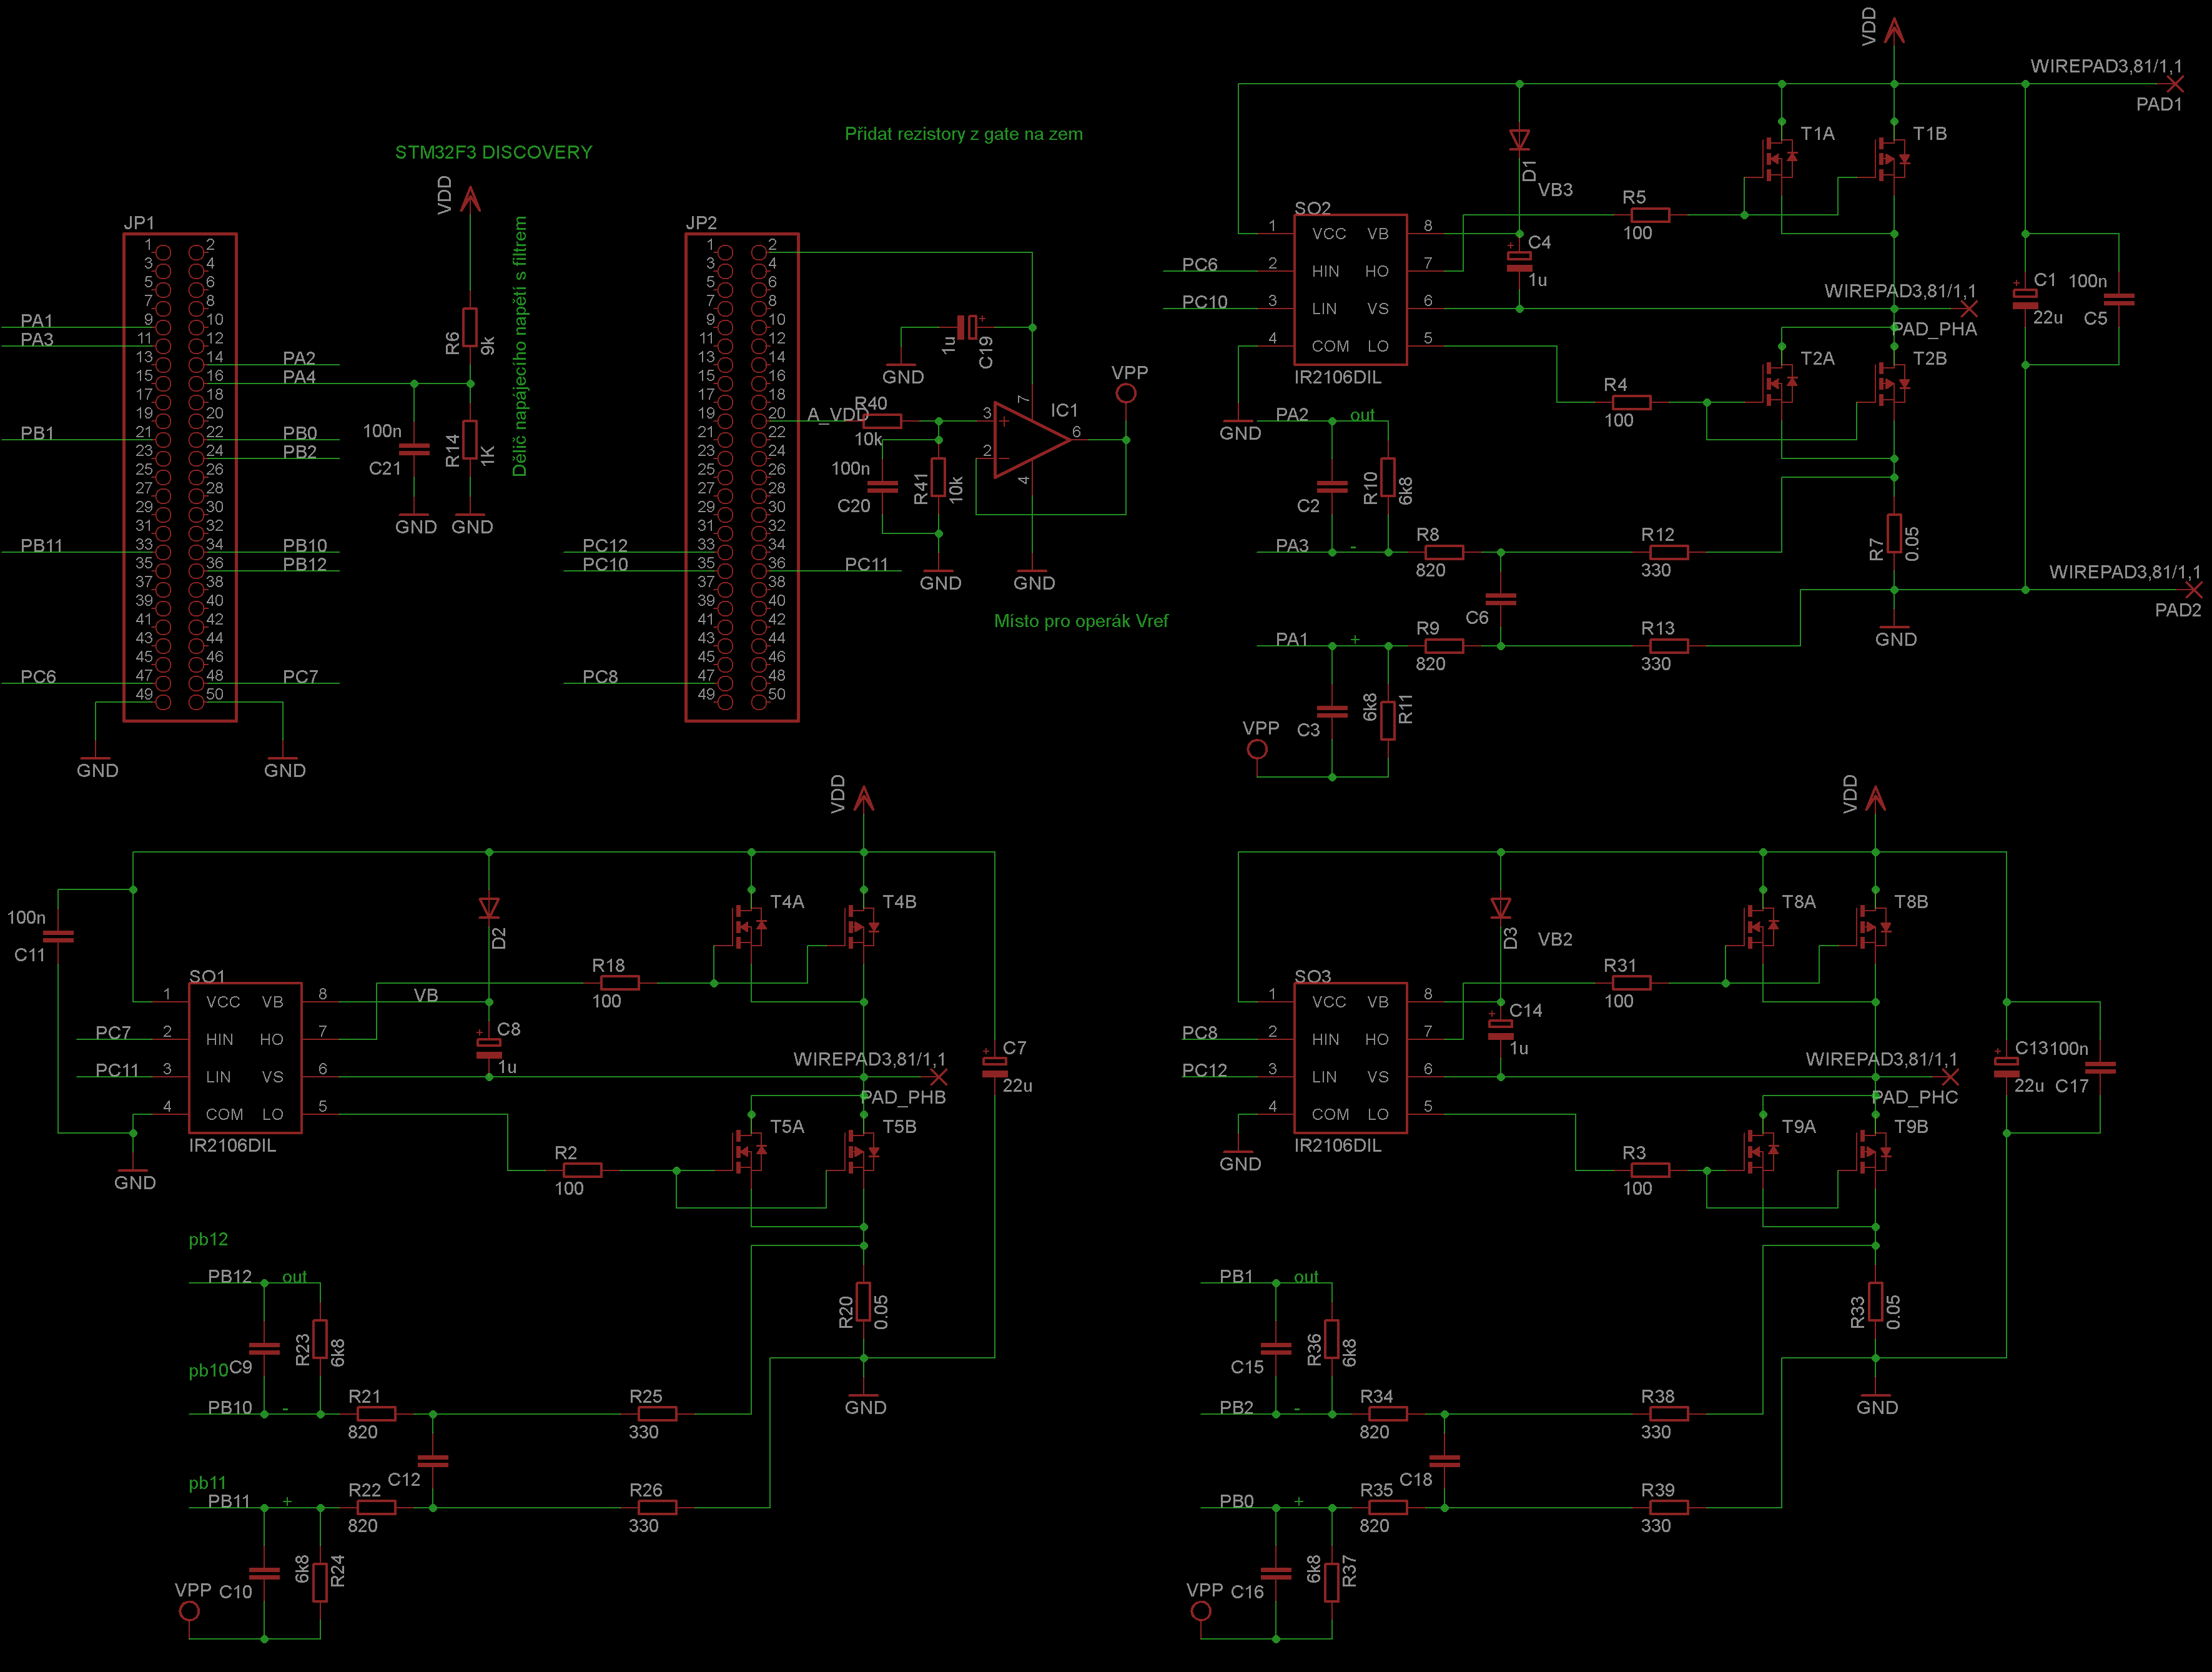 STM32F3 DISCOVERY
Přidat rezistory z gate na zem
JP1
1 2
3 4
5 6
7 8
9 10
11 12
13 14
15 16
17 18
19 20
21 22
23 24
25 26
27 28
29 30
31 32
33 34
35 36
37 38
39 40
41 42
43 44
45 46
47 48
49 50
PA1
PA3
PA2
PA4
PB1
PB0
PB2
PB11
PB10
PB12
PC6
PC7
GND
GND
VDD
R6
9k
100n
C21
R14
1K
GND
GND
Dělič napájecího napětí s filtrem
JP2
1 2
3 4
5 6
7 8
9 10
11 12
13 14
15 16
17 18
19 20
21 22
23 24
25 26
27 28
29 30
31 32
33 34
35 36
37 38
39 40
41 42
43 44
45 46
47 48
49 50
PC12
PC10
PC11
PC8
1u
C19
GND
A_VDD
R40
10k
100n
C20
R41
10k
GND
IC1
3
2
7
4
6
VPP
GND
Místo pro operák Vref
VDD
WIREPAD3,81/1,1
PAD1
D1
VB3
T1A
T1B
SO2
1 VCC VB 8
2 HIN HO 7
3 LIN VS 6
4 COM LO 5
IR2106DIL
PC6
PC10
GND
R5
100
C4
1u
WIREPAD3,81/1,1
PAD_PHA
C1
22u
100n
C5
T2A
T2B
R4
100
PA2
out
C2
R10
6k8
PA3
-
R8
820
R12
330
R7
0.05
C6
WIREPAD3,81/1,1
PAD2
GND
PA1
+
R9
820
R13
330
VPP
C3
6k8
R11
VDD
100n
C11
D2
T4A
T4B
SO1
1 VCC VB 8
2 HIN HO 7
3 LIN VS 6
4 COM LO 5
IR2106DIL
PC7
PC11
GND
VB
R18
100
C8
1u
WIREPAD3,81/1,1
PAD_PHB
C7
22u
T5A
T5B
R2
100
pb12
PB12
out
R23
6k8
pb10
C9
PB10
-
R21
820
R25
330
R20
0.05
GND
C12
pb11
PB11
+
R22
820
R26
330
VPP
C10
6k8
R24
VDD
D3
VB2
T8A
T8B
SO3
1 VCC VB 8
2 HIN HO 7
3 LIN VS 6
4 COM LO 5
IR2106DIL
PC8
PC12
GND
R31
100
C14
1u
WIREPAD3,81/1,1
PAD_PHC
C13
22u
100n
C17
T9A
T9B
R3
100
PB1
out
C15
R36
6k8
PB2
-
R34
820
R38
330
R33
0.05
GND
C18
PB0
+
R35
820
R39
330
VPP
C16
6k8
R37